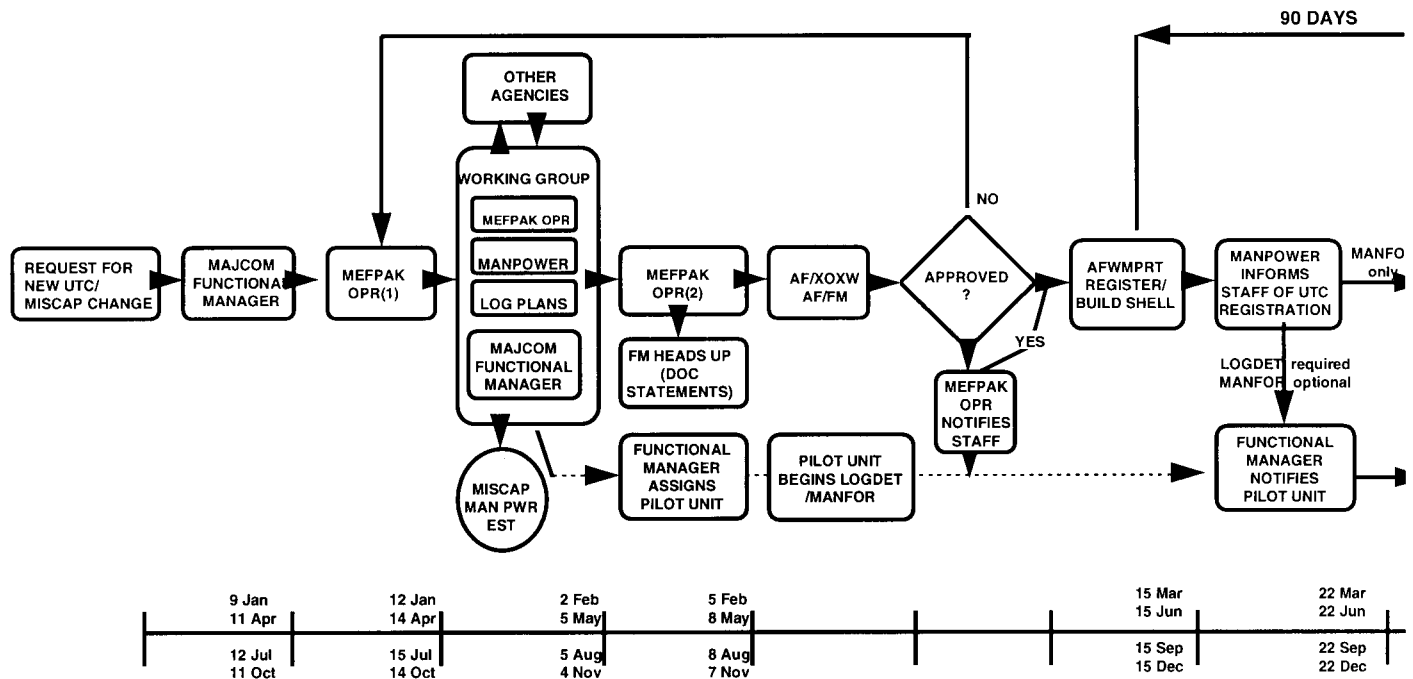 90 DAYS
OTHER
AGENCIES
WORKING GROUP
MEFPAK OPR
MANPOWER
LOG PLANS
MAJCOM
FUNCTIONAL
MANAGER
REQUEST FOR
NEW UTC/
MISCAP CHANGE
MAJCOM
FUNCTIONAL
MANAGER
MEFPAK
OPR(1)
MEFPAK
OPR(2)
AF/XOXW
AF/FM
APPROVED
?
NO
YES
AFWMPRT
REGISTER/
BUILD SHELL
MANPOWER
INFORMS
STAFF OF UTC
REGISTRATION
MANFO
only
FM HEADS UP
(DOC
STATEMENTS)
MEFPAK
OPR
NOTIFIES
STAFF
LOGDET required
MANFOR optional
MISCAP
MAN PWR
EST
FUNCTIONAL
MANAGER
ASSIGNS
PILOT UNIT
PILOT UNIT
BEGINS LOGDET
/MANFOR
FUNCTIONAL
MANAGER
NOTIFIES
PILOT UNIT
9 Jan
11 Apr
12 Jul
11 Oct
12 Jan
14 Apr
15 Jul
14 Oct
2 Feb
5 May
5 Aug
4 Nov
5 Feb
8 May
8 Aug
7 Nov
15 Mar
15 Jun
15 Sep
15 Dec
22 Mar
22 Jun
22 Sep
22 Dec